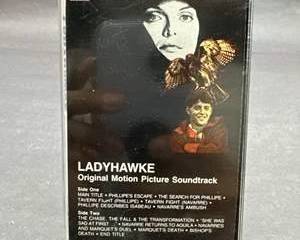 LADYHAWKE
Original Motion Picture Soundtrack
Side One
MAIN TITLE • PHILLIPE'S ESCAPE • THE SEARCH FOR PHILLIPE •
TAVERN FIGHT (PHILLIPE) • TAVERN FIGHT (NAVARRE) •
PHILLIPE DESCRIBES ISABEAU • NAVARRE'S AMBUSH
Side Two
THE CHASE, THE FALL & THE TRANSFORMATION • "SHE WAS
SAD AT FIRST" • NAVARRE RETURNS TO AQUILA • NAVARRE'S
AND MARQUET'S DUEL • MARQUET'S DEATH • BISHOP'S
DEATH • END TITLE